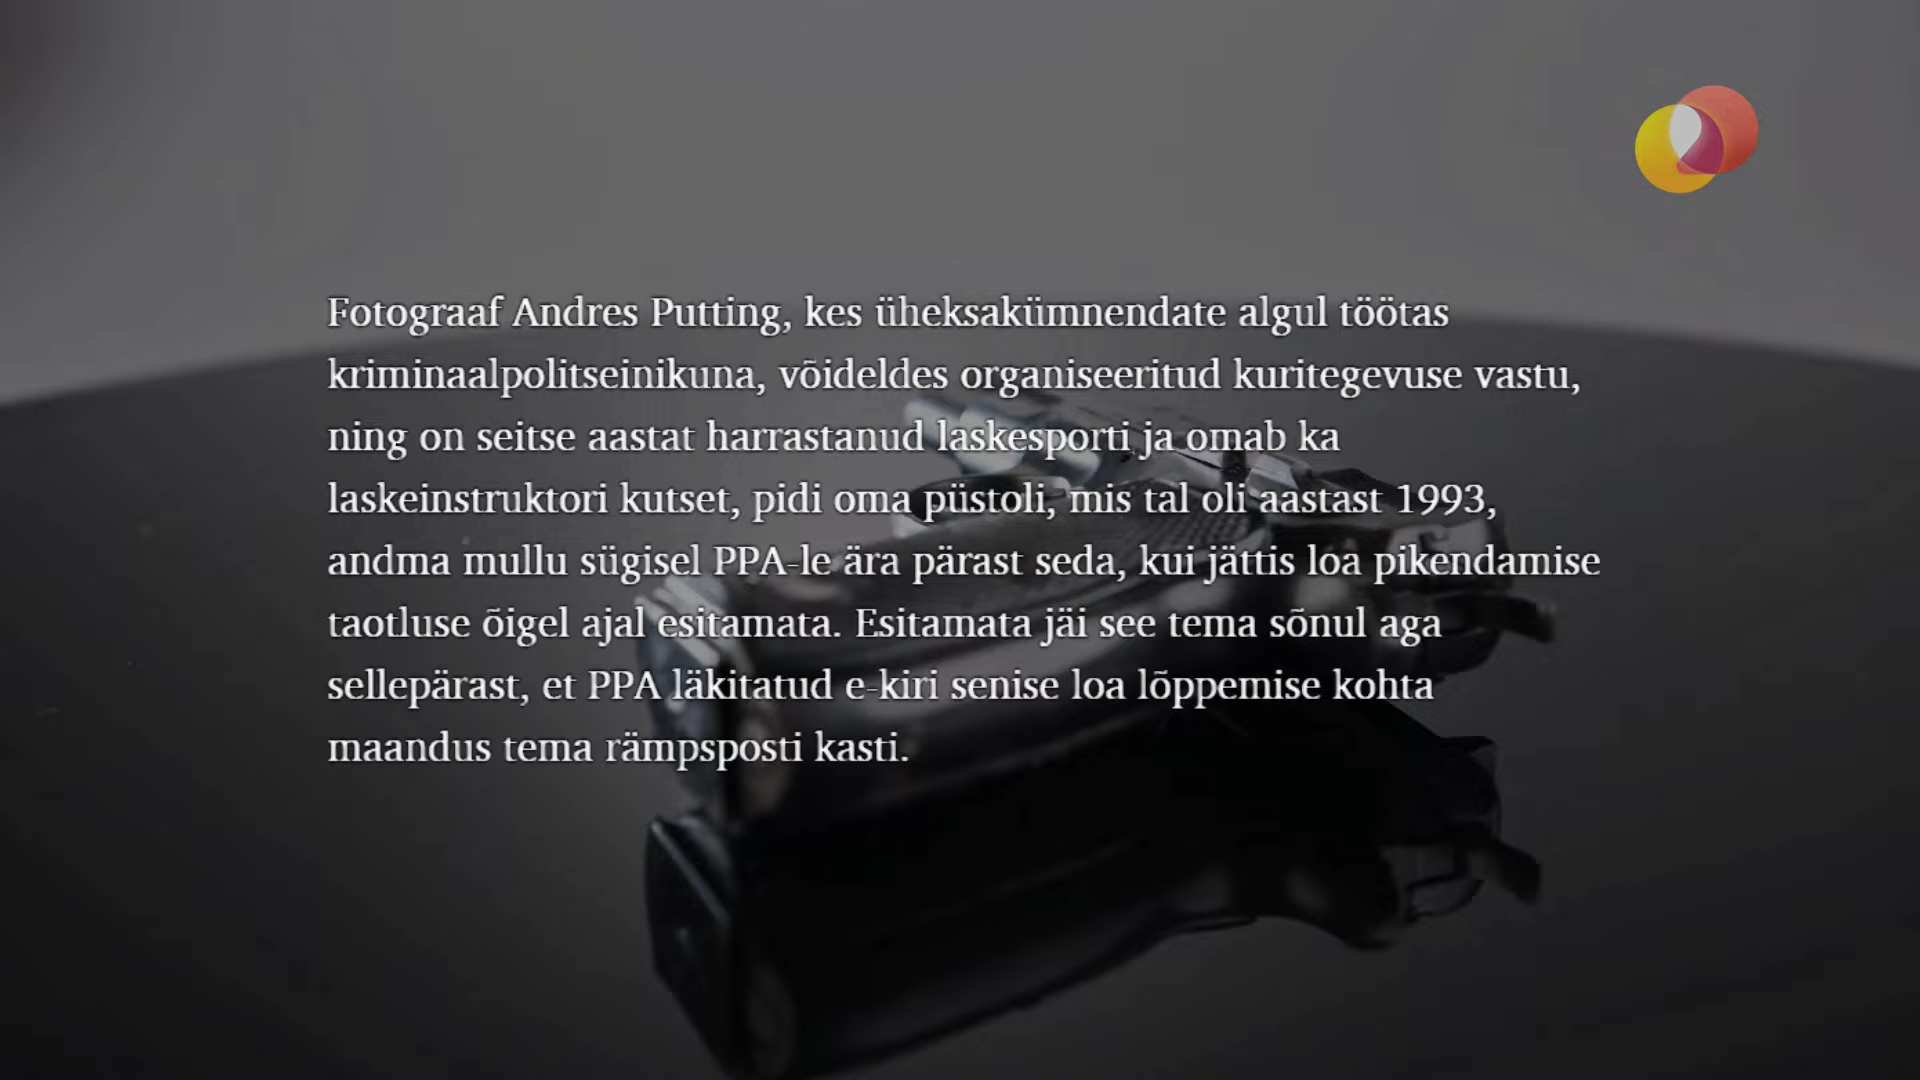 Fotograaf Andres Putting, kes üheksakümnendate algul töötas
kriminaalpolitseinikuna, võideldes organiseeritud kuritegevuse vastu,
ning on seitse aastat harrastanud laskesporti ja omab ka
laskeinstruktori kutset, pidi oma püstoli, mis tal oli aastast 1993,
andma mullu sügisel PPA-le ära pärast seda, kui jättis loa pikendamise
taotluse õigel ajal esitamata. Esitamata jäi see tema sõnul aga
sellepärast, et PPA läkitatud e-kiri senise loa lõppemise kohta
maandus tema rämpsposti kasti.